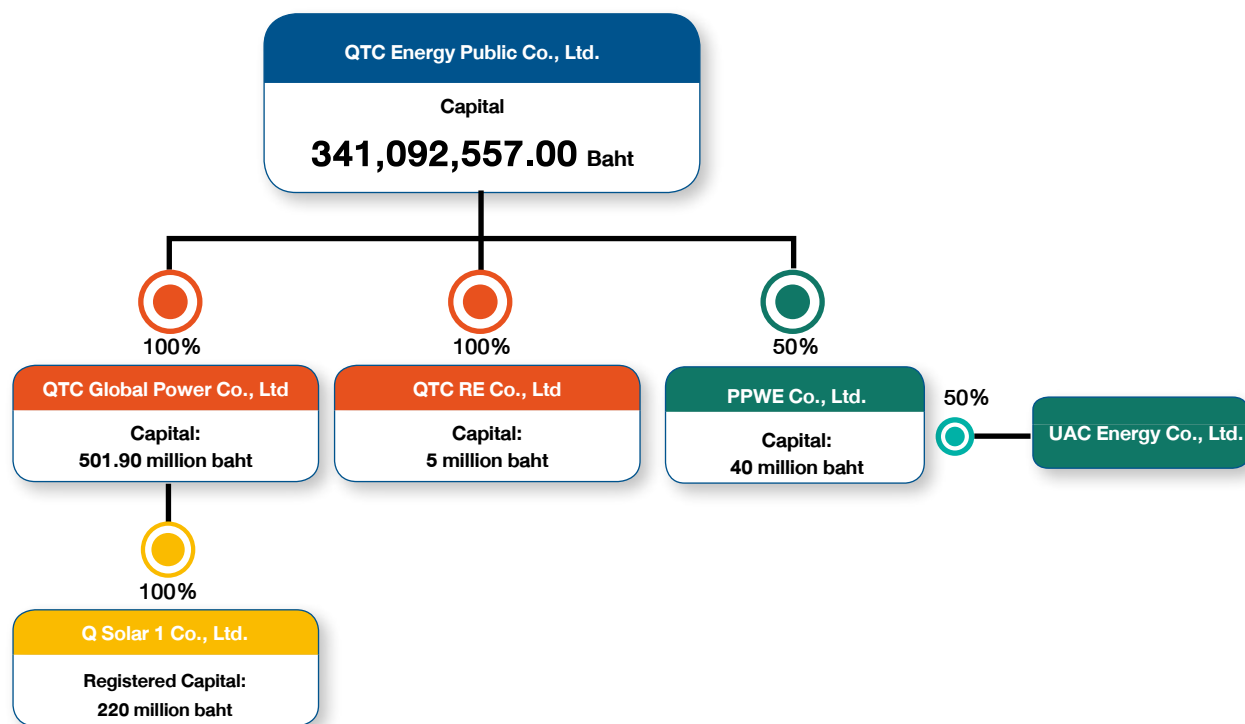 QTC Energy Public Co., Ltd.
Capital
341,092,557.00 Baht
100%
100%
50%
QTC Global Power Co., Ltd
Capital:
501.90 million baht
QTC RE Co., Ltd
Capital:
5 million baht
PPWE Co., Ltd.
Capital:
40 million baht
50%
UAC Energy Co., Ltd.
100%
Q Solar 1 Co., Ltd.
Registered Capital:
220 million baht